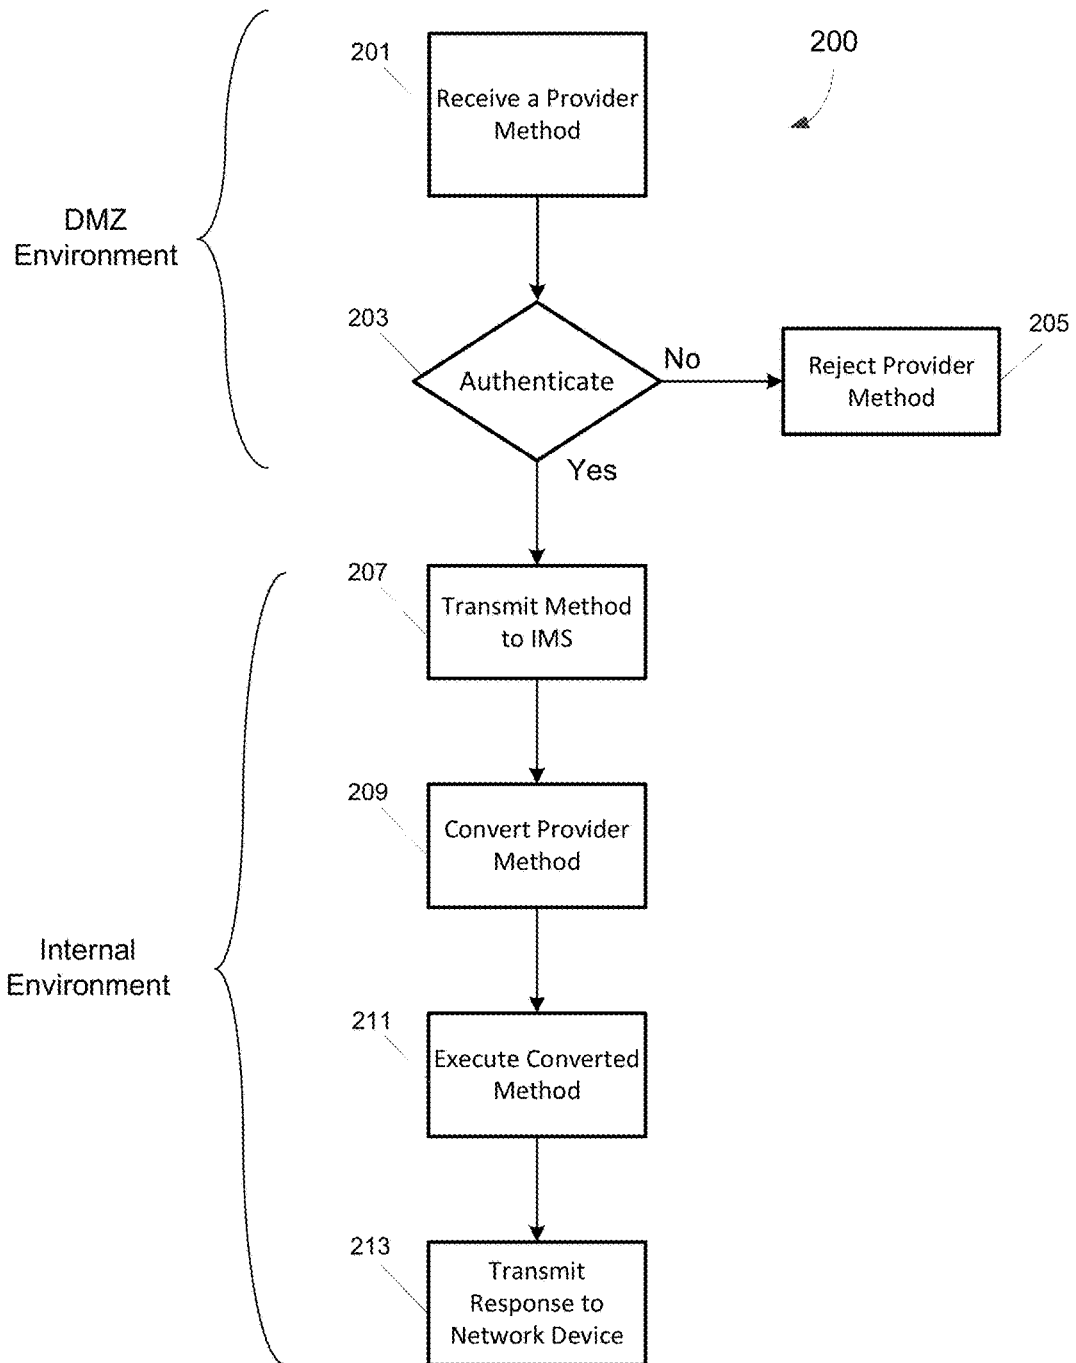 200
201
Receive a Provider
Method
DMZ
Environment
203
Authenticate
No
205
Reject Provider
Method
Yes
207
Transmit Method
to IMS
209
Convert Provider
Method
Internal
Environment
211
Execute Converted
Method
213
Transmit
Response to
Network Device